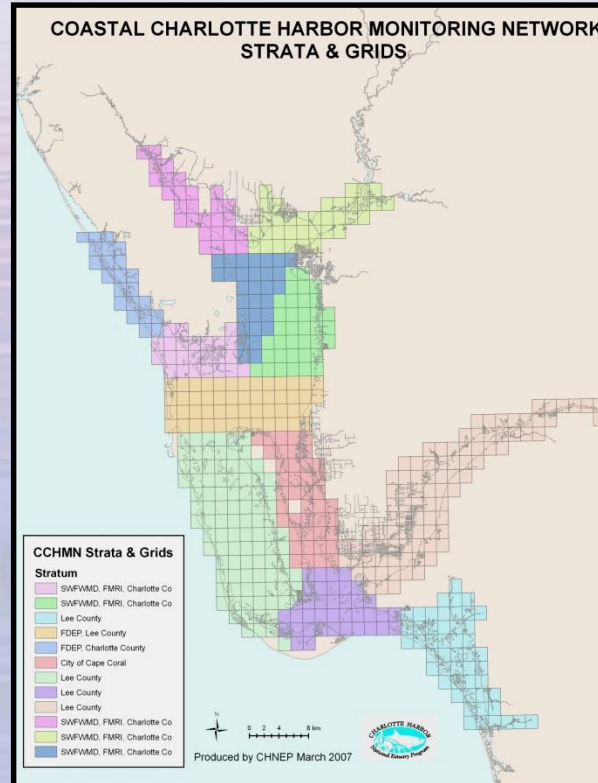 COASTAL CHARLOTTE HARBOR MONITORING NETWORK
STRATA & GRIDS
CCHMN Strata & Grids
Stratum
SWFWMD, FMRI, Charlotte Co
SWFWMD, FMRI, Charlotte Co
Lee County
FDEP, Lee County
FDEP, Charlotte County
City of Cape Coral
Lee County
Lee County
Lee County
SWFWMD, FMRI, Charlotte Co
SWFWMD, FMRI, Charlotte Co
SWFWMD, FMRI, Charlotte Co
N
0 2 4 8 km
CHARLOTTE HARBOR
National Estuary Program
Produced by CHNEP March 2007